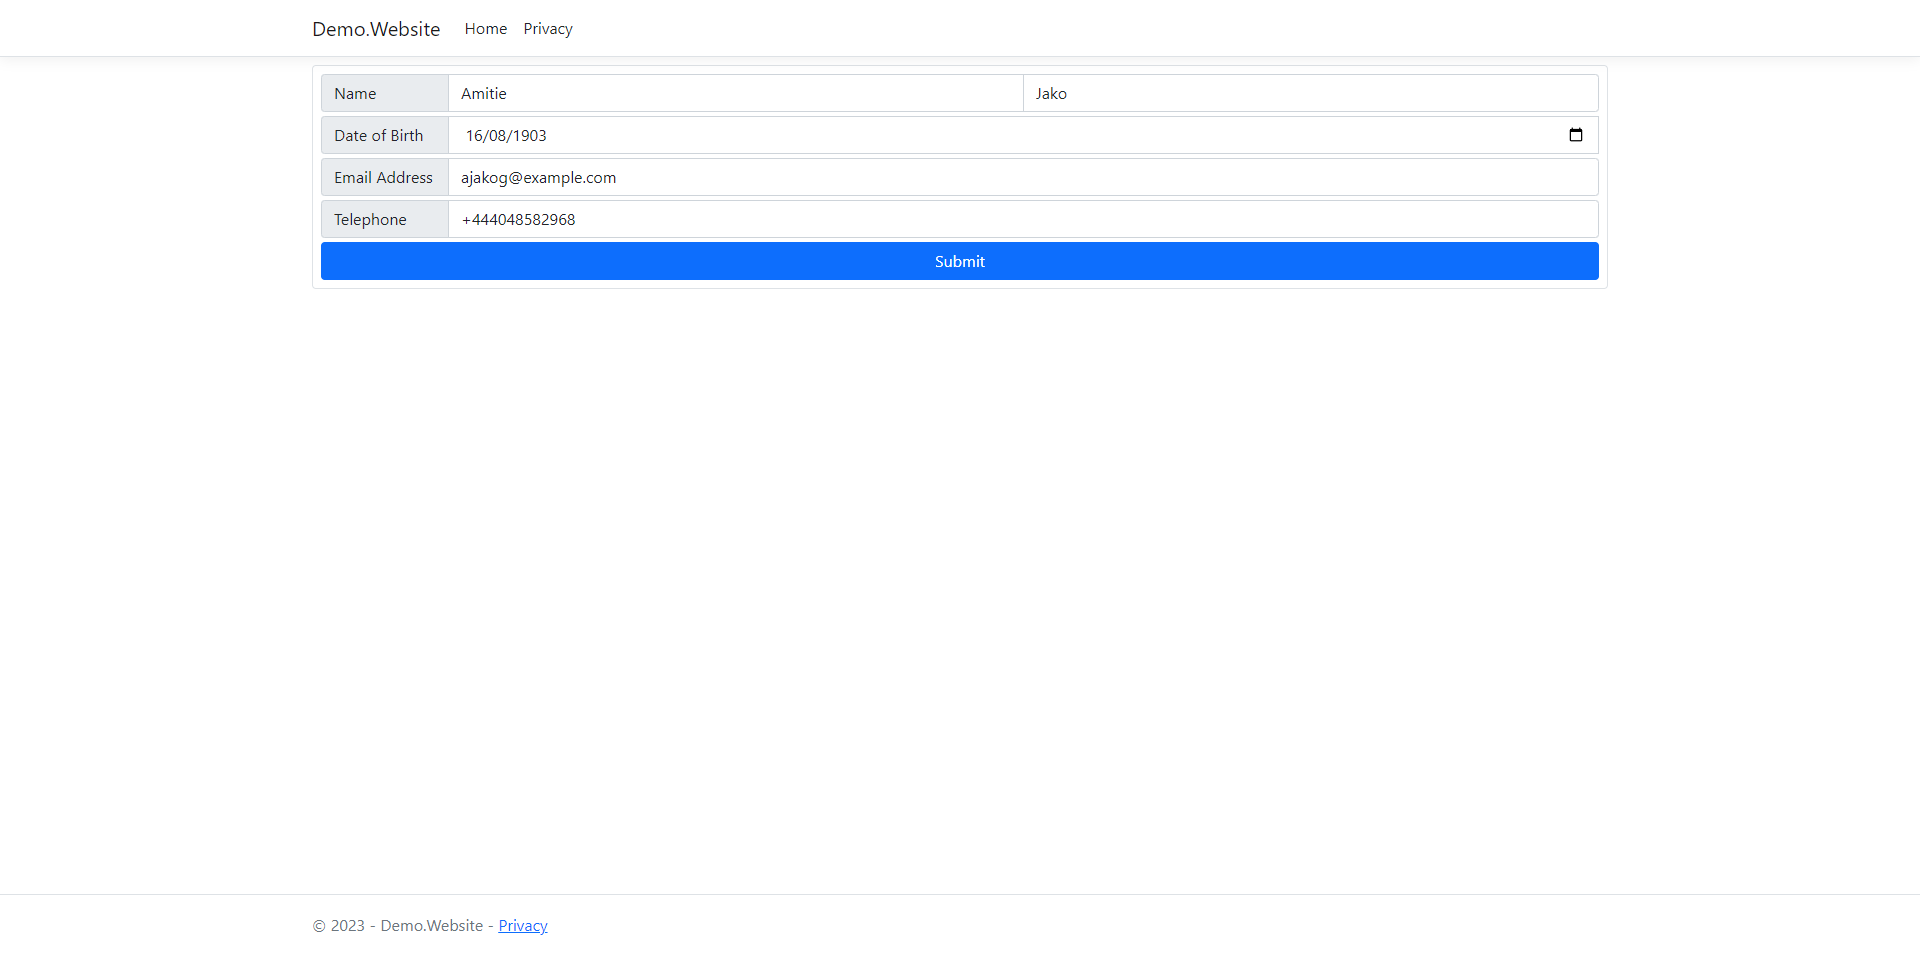 Demo.Website Home Privacy
Name Amitie Jako
Date of Birth 16/08/1903
Email Address ajakog@example.com
Telephone +444048582968
Submit
© 2023 - Demo.Website - Privacy